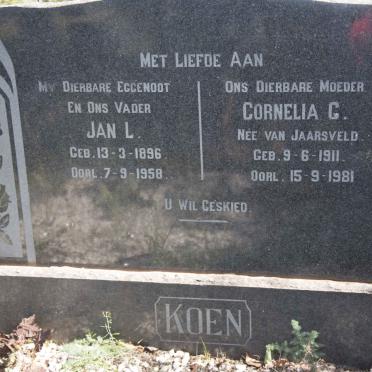 MET LIEFDE AAN
MY DIERBARE EGGENOOT
EN ONS VADER
JAN L.
GEB. 13-3-1896
OORL. 7-9-1958
ONS DIERBARE MOEDER
CORNELIA C.
NÉE VAN JAARSVELD
GEB. 9-6-1911.
OORL. 15-9-1981
U WIL GESKIED.
KOEN